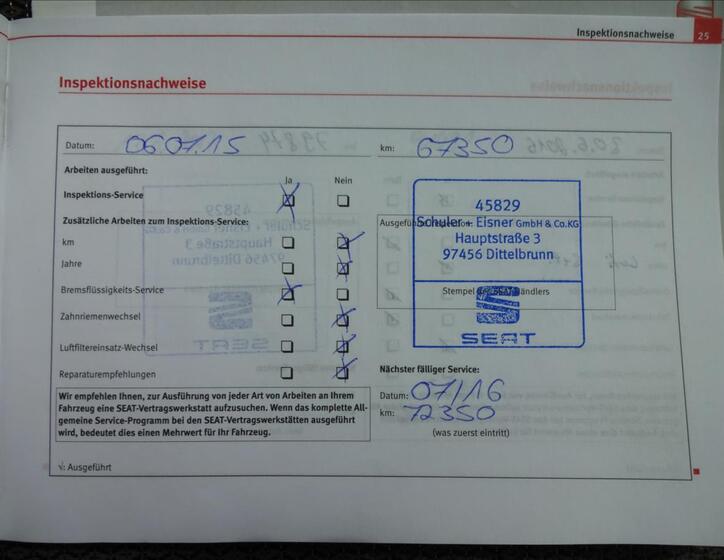 Inspektionsnachweise 25
Inspektionsnachweise
Datum: 06 07.15 km: 67350
Arbeiten ausgeführt:
Ja Nein
Inspektions-Service
Zusätzliche Arbeiten zum Inspektions-Service:
km
Jahre
Bremsflüssigkeits-Service
Zahnriemenwechsel
Luftfiltereinsatz-Wechsel
Reparaturempfehlungen
45829
Schuler + Eisner GmbH & Co.KG
Hauptstraße 3
97456 Dittelbrunn
SEAT
Nächster fälliger Service:
Datum: 07/16
km: 72350
(was zuerst eintritt)
Wir empfehlen Ihnen, zur Ausführung von jeder Art von Arbeiten an Ihrem
Fahrzeug eine SEAT-Vertragswerkstatt aufzusuchen. Wenn das komplette All-
gemeine Service-Programm bei den SEAT-Vertragswerkstätten ausgeführt
wird, bedeutet dies einen Mehrwert für Ihr Fahrzeug.
√: Ausgeführt